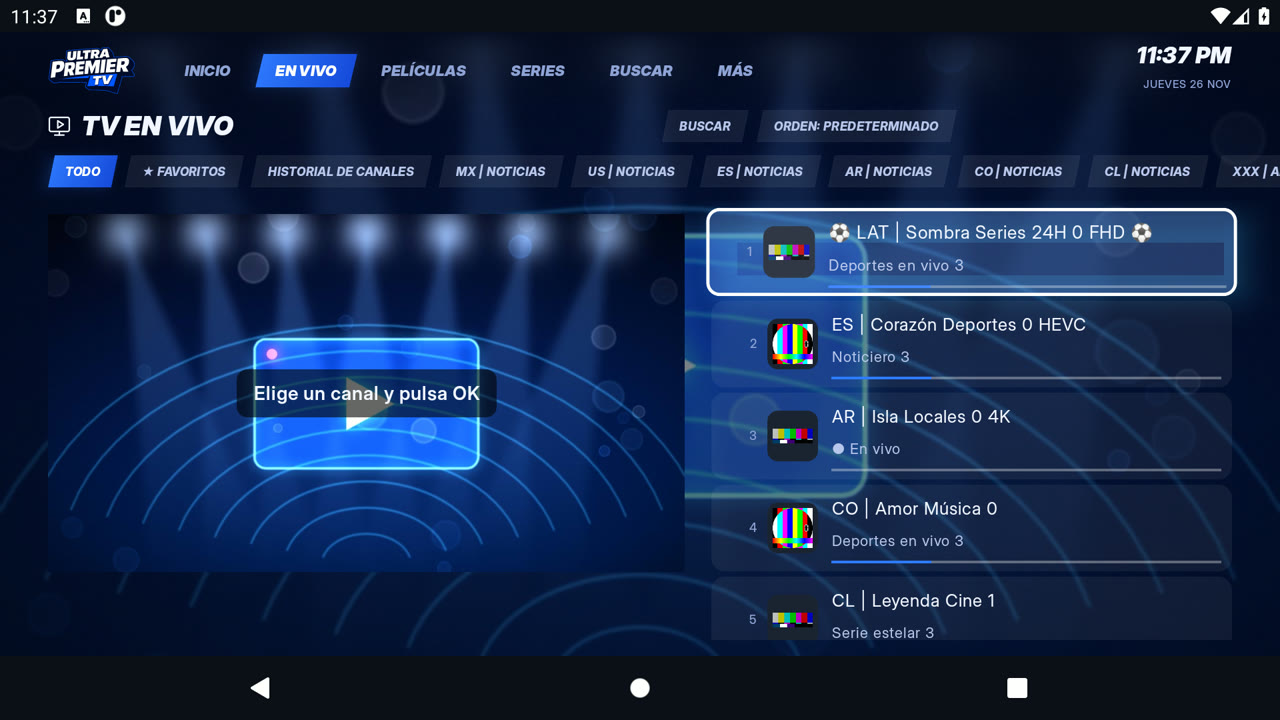 11:37
ULTRA
PREMIER
TV
INICIO
EN VIVO
PELÍCULAS
SERIES
BUSCAR
MÁS
11:37 PM
JUEVES 26 NOV
TV EN VIVO
BUSCAR
ORDEN: PREDETERMINADO
TODO
★ FAVORITOS
HISTORIAL DE CANALES
MX | NOTICIAS
US | NOTICIAS
ES | NOTICIAS
AR | NOTICIAS
CO | NOTICIAS
CL | NOTICIAS
XXX | A
Elige un canal y pulsa OK
1
⚽ LAT | Sombra Series 24H 0 FHD ⚽
Deportes en vivo 3
2
ES | Corazón Deportes 0 HEVC
Noticiero 3
3
AR | Isla Locales 0 4K
En vivo
4
CO | Amor Música 0
Deportes en vivo 3
5
CL | Leyenda Cine 1
Serie estelar 3